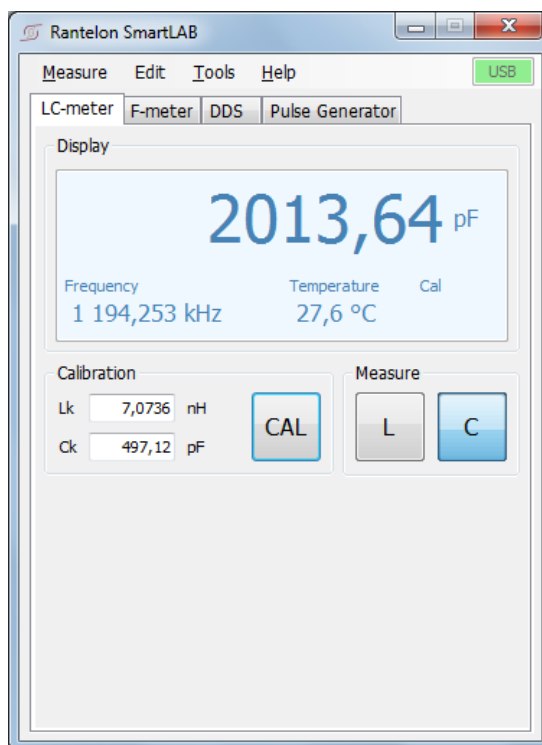 Rantelon SmartLAB
Measure Edit Tools Help USB
LC-meter F-meter DDS Pulse Generator
Display
2013,64 pF
Frequency Temperature Cal
1 194,253 kHz 27,6 °C
Calibration Measure
Lk 7,0736 nH
CAL L C
Ck 497,12 pF